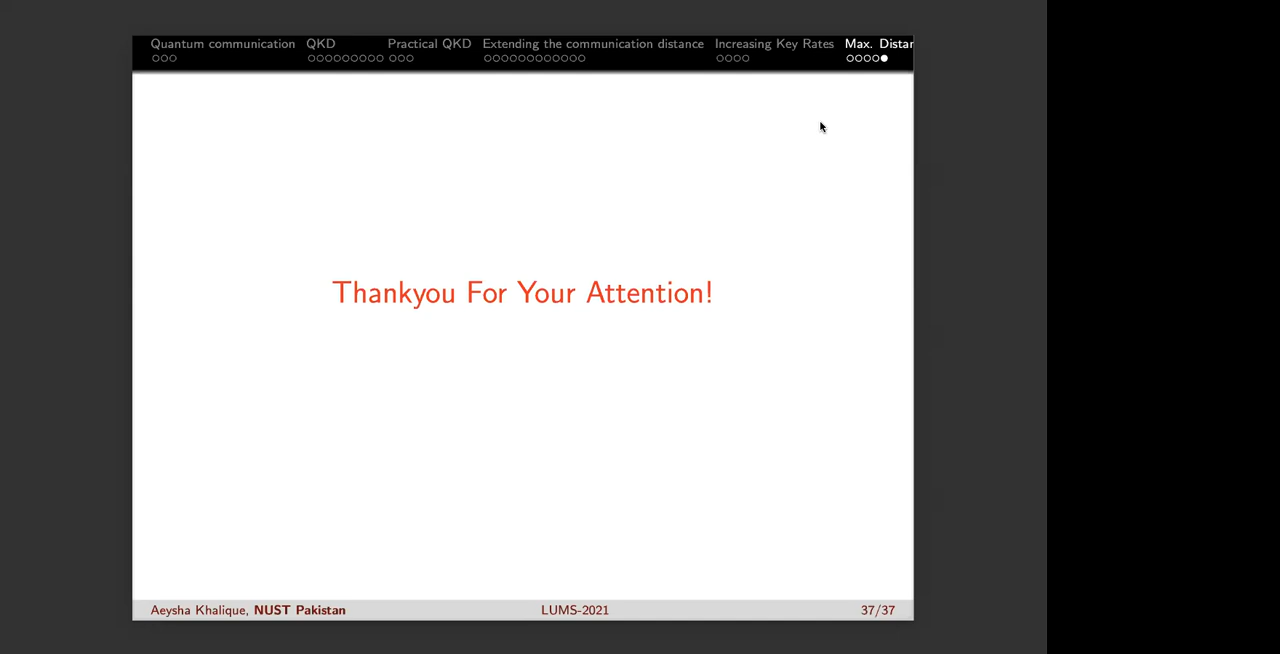 Quantum communication QKD Practical QKD Extending the communication distance Increasing Key Rates Max.
Thankyou For Your Attention!
Aeysha Khalique, NUST Pakistan LUMS-2021 37/37